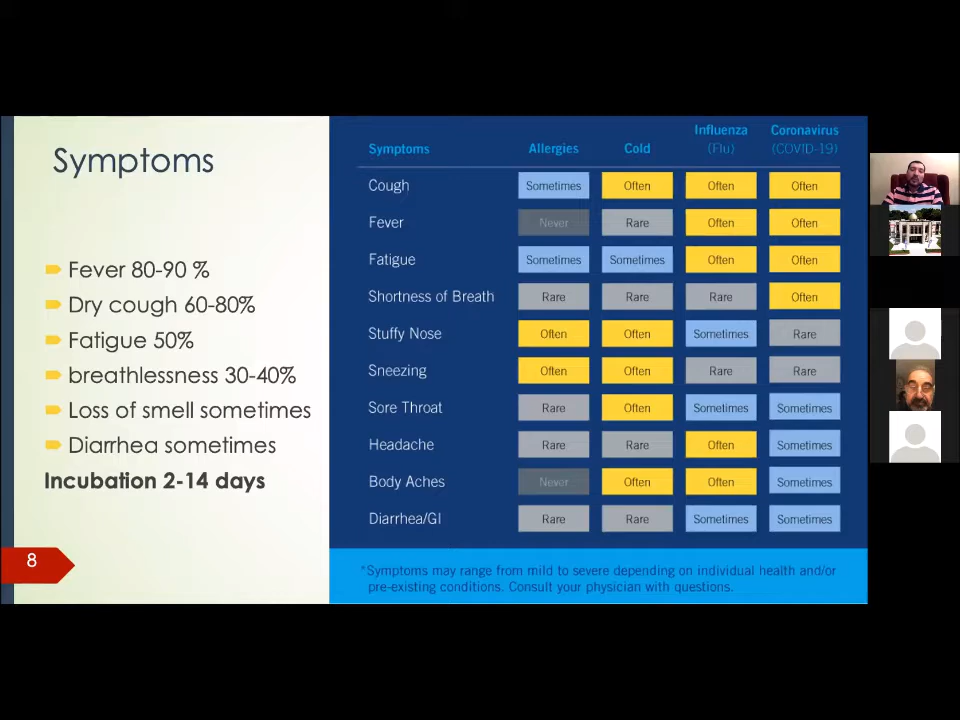 Symptoms
Fever 80-90 %
Dry cough 60-80%
Fatigue 50%
breathlessness 30-40%
Loss of smell sometimes
Diarrhea sometimes
Incubation 2-14 days
8
Symptoms Allergies Cold Influenza (Flu) Coronavirus (COVID-19)
Cough Sometimes Often Often Often
Fever Never Rare Often Often
Fatigue Sometimes Sometimes Often Often
Shortness of Breath Rare Rare Rare Often
Stuffy Nose Often Often Sometimes Rare
Sneezing Often Often Rare Rare
Sore Throat Rare Often Sometimes Sometimes
Headache Rare Rare Often Sometimes
Body Aches Never Often Often Sometimes
Diarrhea/GI Rare Rare Sometimes Sometimes
*Symptoms may range from mild to severe depending on individual health and/or
pre-existing conditions. Consult your physician with questions.